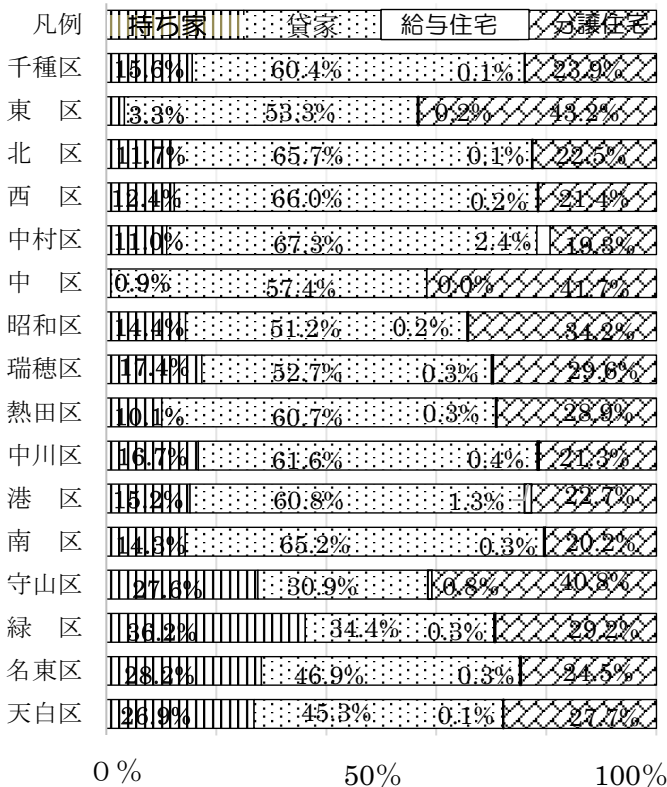 凡例 持ち家 貸家 給与住宅 分譲住宅
千種区 15.6% 60.4% 0.1% 23.9%
東 区 3.3% 53.3% 0.2% 43.2%
北 区 11.7% 65.7% 0.1% 22.5%
西 区 12.4% 66.0% 0.2% 21.4%
中村区 11.0% 67.3% 2.4% 19.3%
中 区 0.9% 57.4% 0.0% 41.7%
昭和区 14.4% 51.2% 0.2% 34.2%
瑞穂区 17.4% 52.7% 0.3% 29.6%
熱田区 10.1% 60.7% 0.3% 28.9%
中川区 16.7% 61.6% 0.4% 21.3%
港 区 15.2% 60.8% 1.3% 22.7%
南 区 14.3% 65.2% 0.3% 20.2%
守山区 27.6% 30.9% 0.8% 40.8%
緑 区 36.2% 34.4% 0.3% 29.2%
名東区 28.2% 46.9% 0.3% 24.5%
天白区 26.9% 45.3% 0.1% 27.7%
0% 50% 100%